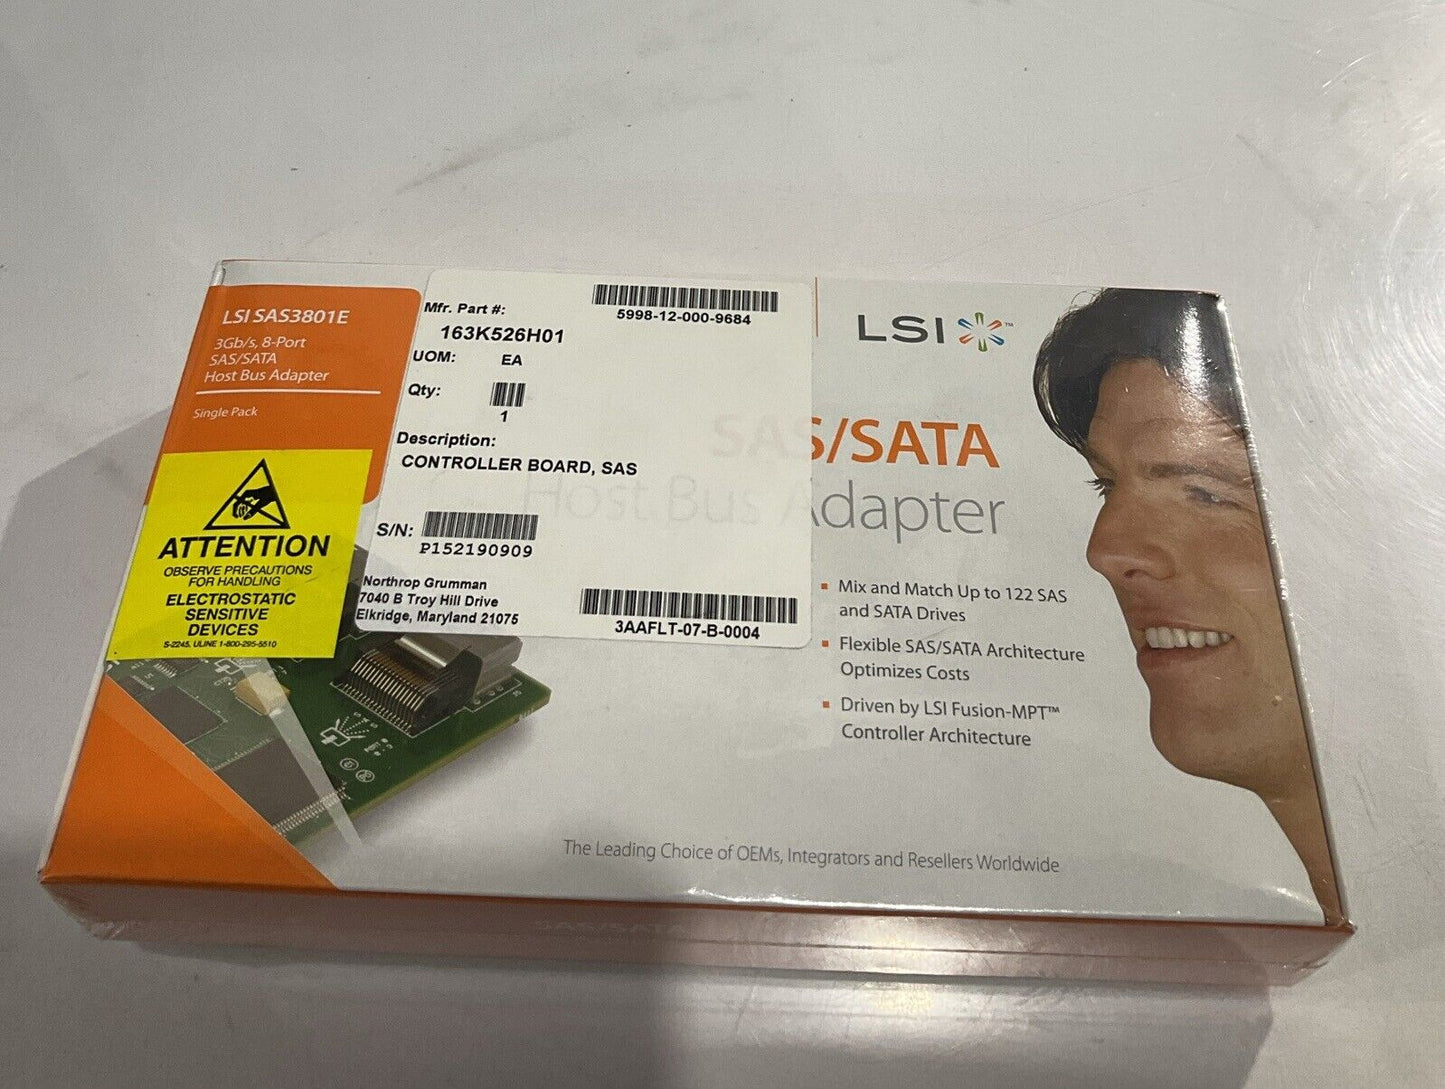 LSI SAS3801E
3Gb/s, 8-Port
SAS/SATA
Host Bus Adapter
Single Pack
ATTENTION
OBSERVE PRECAUTIONS
FOR HANDLING
ELECTROSTATIC
SENSITIVE
DEVICES
S-2245, ULINE 1-800-295-5510
Mfr. Part #:
163K526H01
5998-12-000-9684
UOM: EA
Qty:
1
Description:
CONTROLLER BOARD, SAS
S/N:
P152190909
Northrop Grumman
7040 B Troy Hill Drive
Elkridge, Maryland 21075
3AAFLT-07-B-0004
LSI™
SAS/SATA
Host Bus Adapter
Mix and Match Up to 122 SAS
and SATA Drives
Flexible SAS/SATA Architecture
Optimizes Costs
Driven by LSI Fusion-MPT™
Controller Architecture
The Leading Choice of OEMs, Integrators and Resellers Worldwide